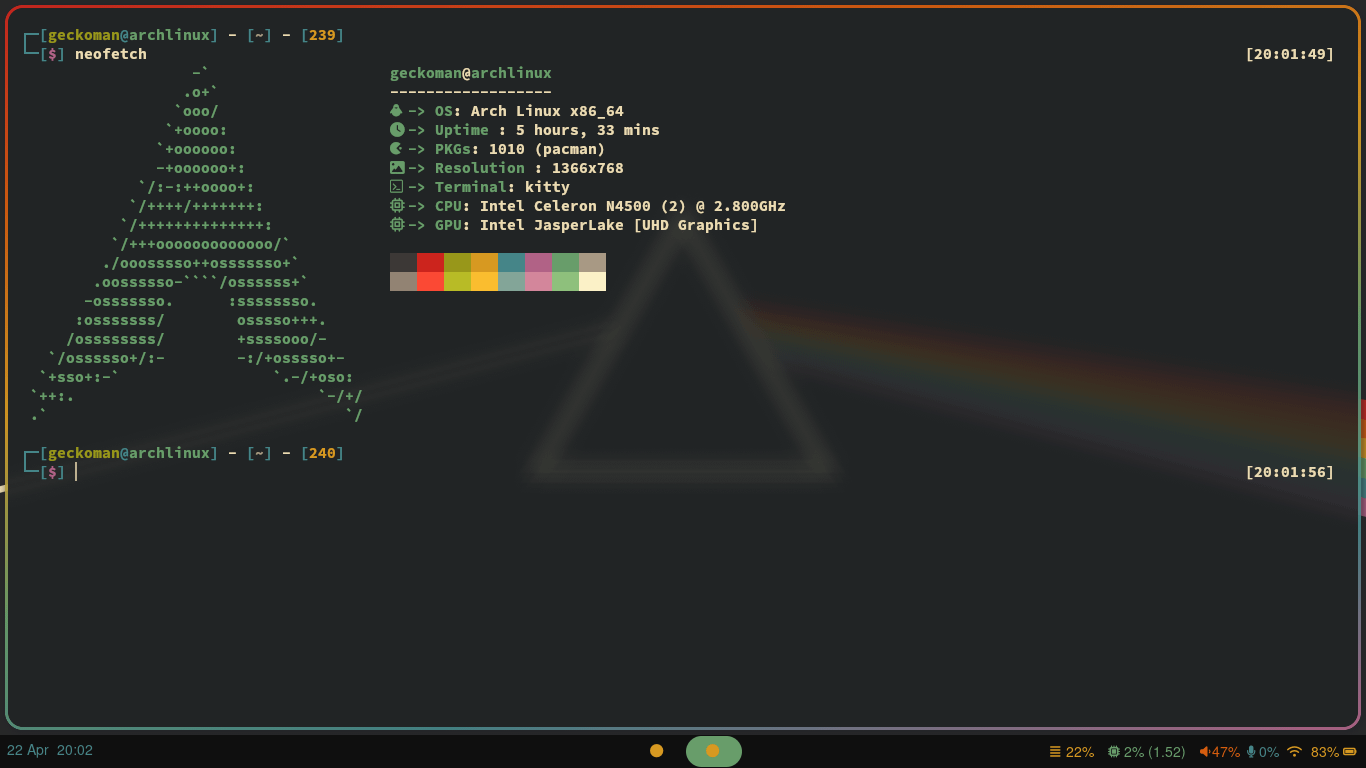 [geckoman@archlinux] - [~] - [239]
[$] neofetch [20:01:49]
-` geckoman@archlinux
.o+` ------------------
`ooo/ -> OS: Arch Linux x86_64
`+oooo: -> Uptime : 5 hours, 33 mins
`+oooooo: -> PKGs: 1010 (pacman)
-+oooooo+: -> Resolution : 1366x768
`/:-:++oooo+: -> Terminal: kitty
`/++++/+++++++: -> CPU: Intel Celeron N4500 (2) @ 2.800GHz
`/++++++++++++++: -> GPU: Intel JasperLake [UHD Graphics]
`/+++ooooooooooooo/`
./ooosssso++osssssso+`
.oossssso-````/ossssss+`
-osssssso. :ssssssso.
:osssssss/ osssso+++.
/ossssssss/ +ssssooo/-
`/ossssso+/:- -:/+osssso+-
`+sso+:-` `.-/+oso:
`++:. `-/+/
.` `/
[geckoman@archlinux] - [~] - [240]
[$] [20:01:56]
22 Apr 20:02 22% 2% (1.52) 47% 0% 83%